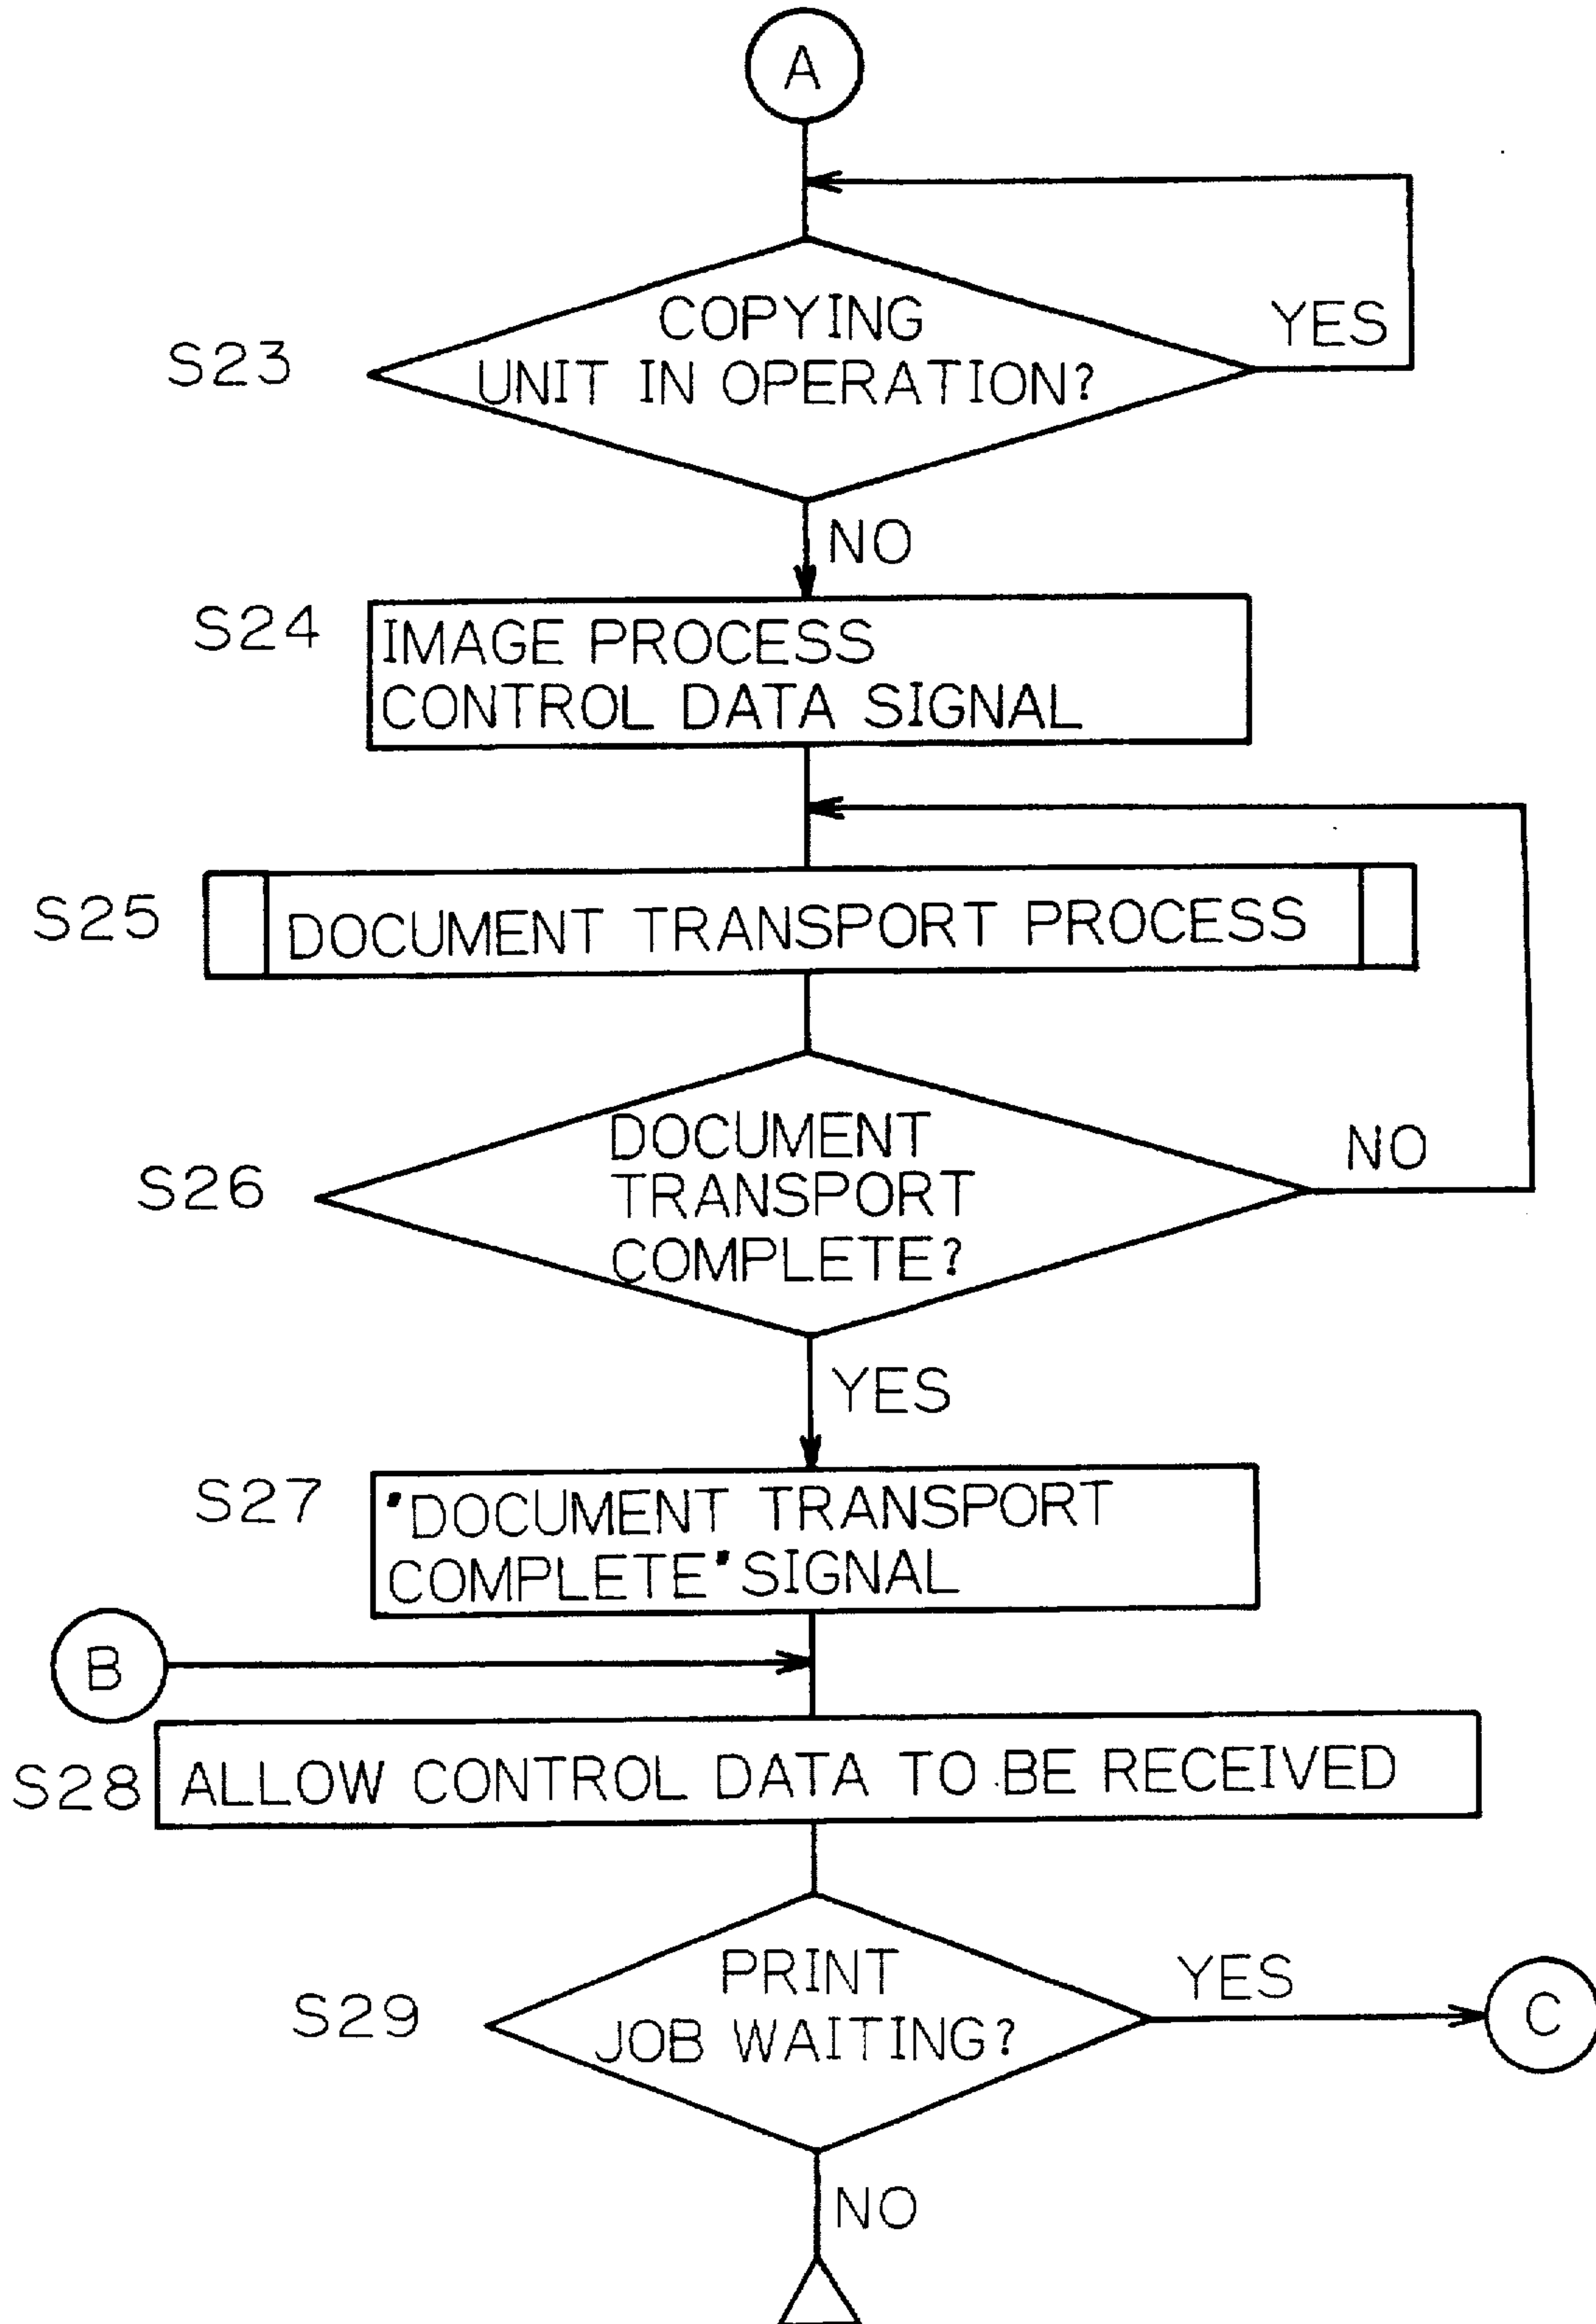 A
S23
COPYING
UNIT IN OPERATION?
YES
NO
S24
IMAGE PROCESS
CONTROL DATA SIGNAL
S25
DOCUMENT TRANSPORT PROCESS
S26
DOCUMENT
TRANSPORT
COMPLETE?
NO
YES
S27
"DOCUMENT TRANSPORT
COMPLETE" SIGNAL
B
S28
ALLOW CONTROL DATA TO BE RECEIVED
S29
PRINT
JOB WAITING?
YES
C
NO